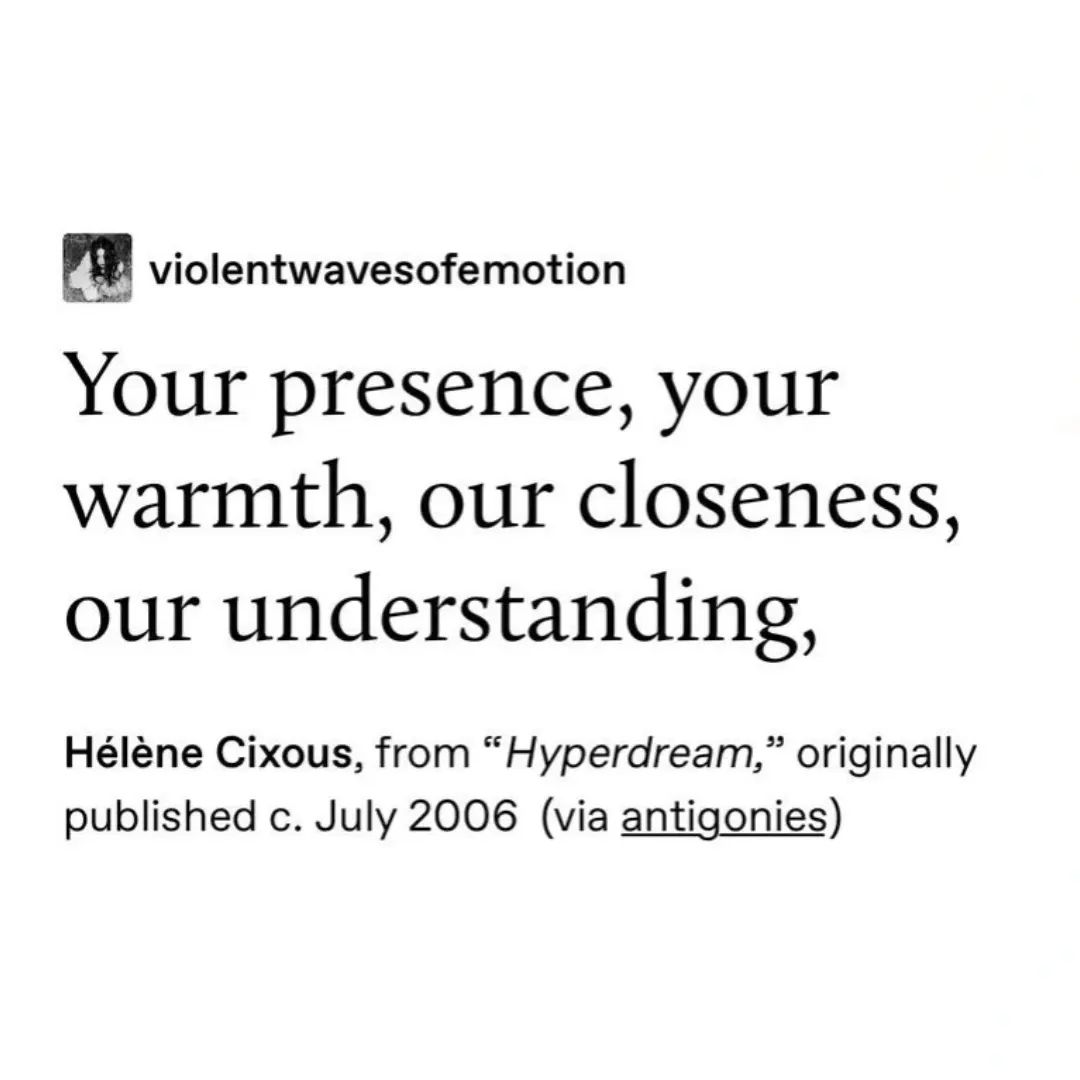 violentwavesofemotion
Your presence, your
warmth, our closeness,
our understanding,
Hélène Cixous, from “Hyperdream,” originally
published c. July 2006 (via antigonies)